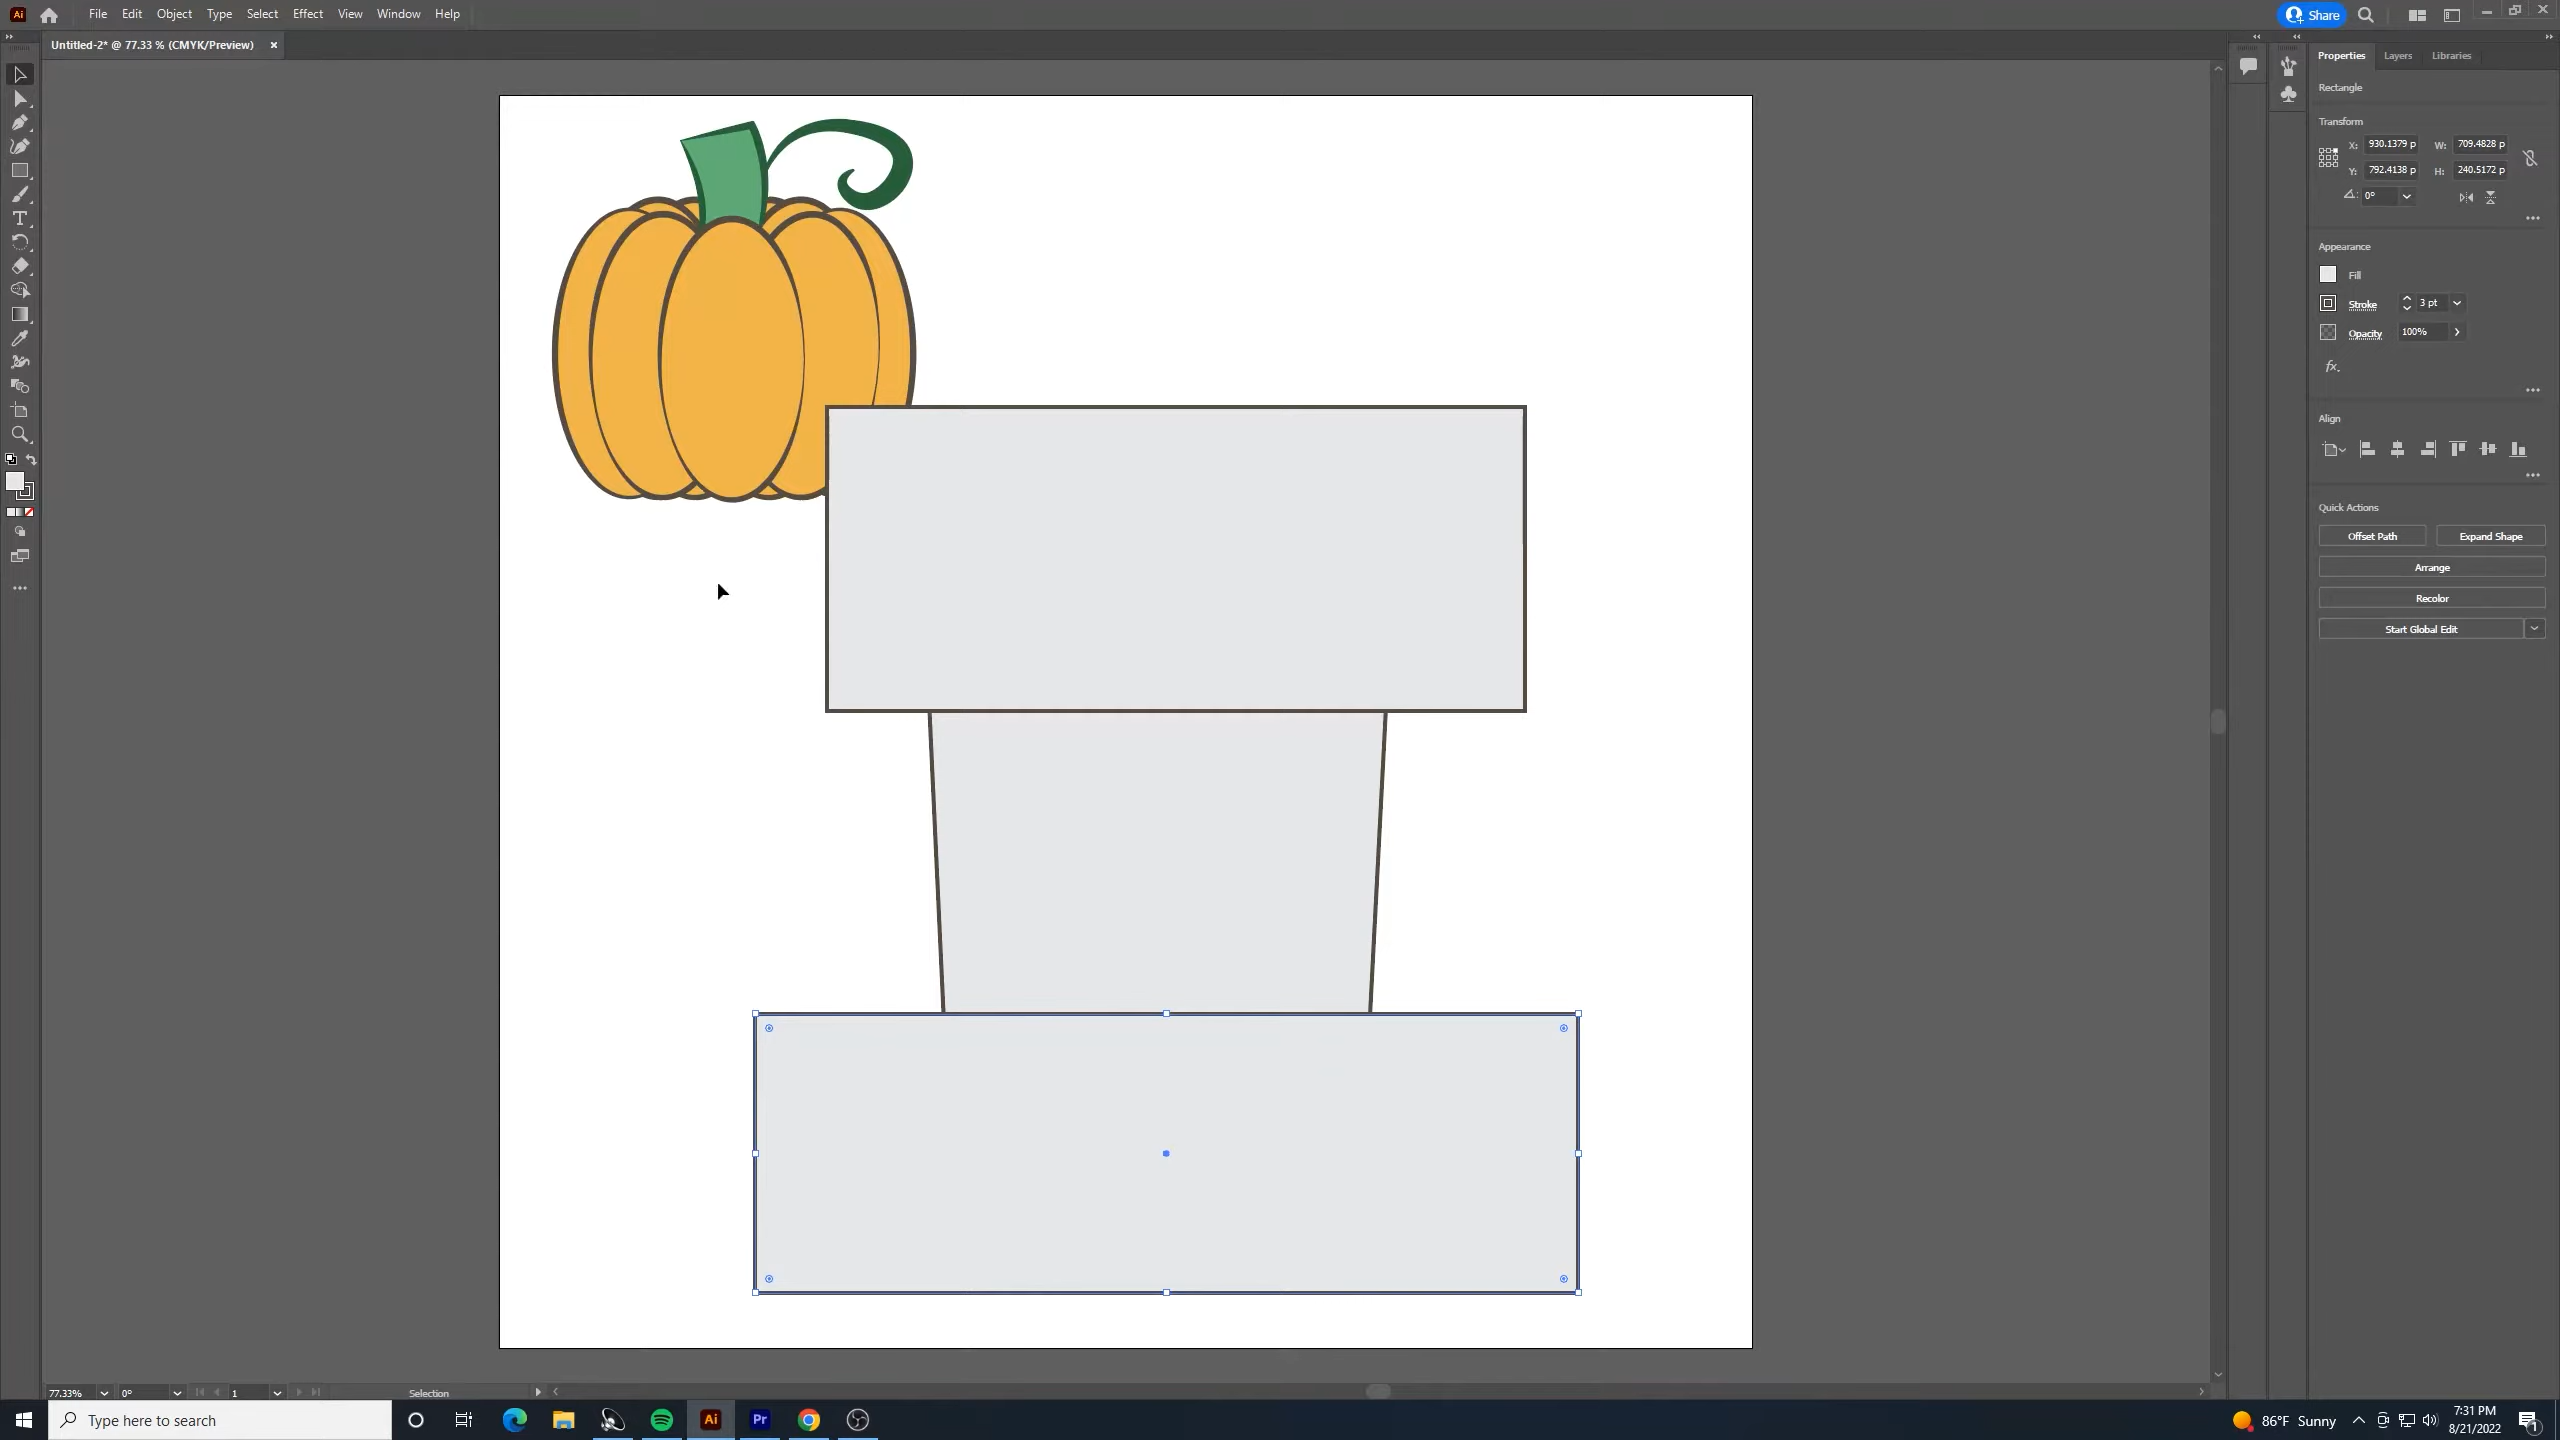 Ai File Edit Object Type Select Effect View Window Help Share
Untitled-2* @ 77.33 % (CMYK/Preview) ×
Properties Layers Libraries
Rectangle
Transform
X: 930.1379 p W: 709.4828 p
Y: 792.4138 p H: 240.5172 p
0°
Appearance
Fill
Stroke 3 pt
Opacity 100%
fx.
Align
Quick Actions
Offset Path Expand Shape
Arrange
Recolor
Start Global Edit
77.33% 0° 1 Selection
Type here to search Ai Pr 86°F Sunny 7:31 PM
8/21/2022
1